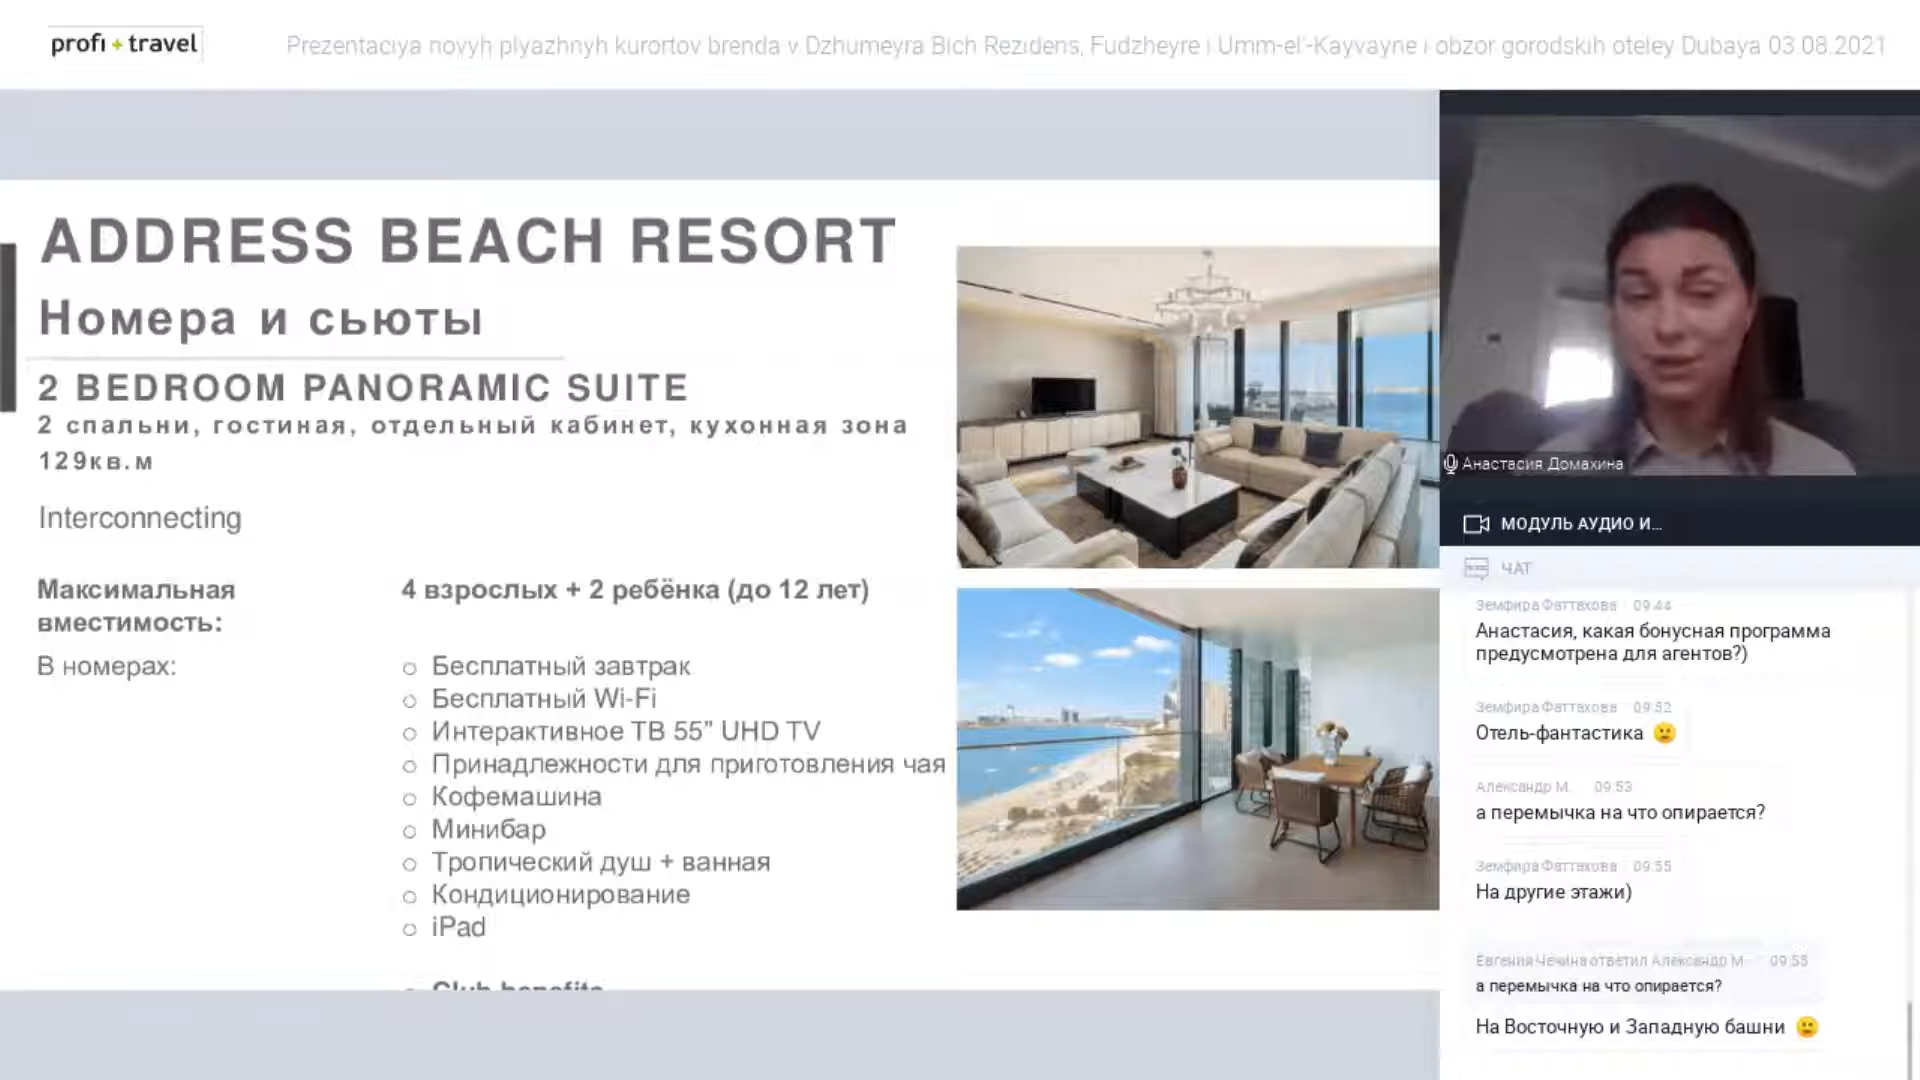 profi + travel
Prezentaciya novyh plyazhnyh kurortov brenda v Dzhumeyra Bich Rezidens, Fudzheyre i Umm-el'-Kayvayne i obzor gorodskih oteley Dubaya 03.08.2021
ADDRESS BEACH RESORT
Номера и сьюты
2 BEDROOM PANORAMIC SUITE
2 спальни, гостиная, отдельный кабинет, кухонная зона
129кв.м
Interconnecting
Максимальная вместимость:
4 взрослых + 2 ребёнка (до 12 лет)
В номерах:
Бесплатный завтрак
Бесплатный Wi-Fi
Интерактивное ТВ 55” UHD TV
Принадлежности для приготовления чая
Кофемашина
Минибар
Тропический душ + ванная
Кондиционирование
iPad
Club benefits
Анастасия Домахина
МОДУЛЬ АУДИО И...
ЧАТ
Земфира Фаттахова 09:44
Анастасия, какая бонусная программа
предусмотрена для агентов?)
Земфира Фаттахова 09:52
Отель-фантастика 🙂
Александр М. 09:53
а перемычка на что опирается?
Земфира Фаттахова 09:55
На другие этажи)
Евгения Чечина ответил Александр М. 09:55
а перемычка на что опирается?
На Восточную и Западную башни 🙂